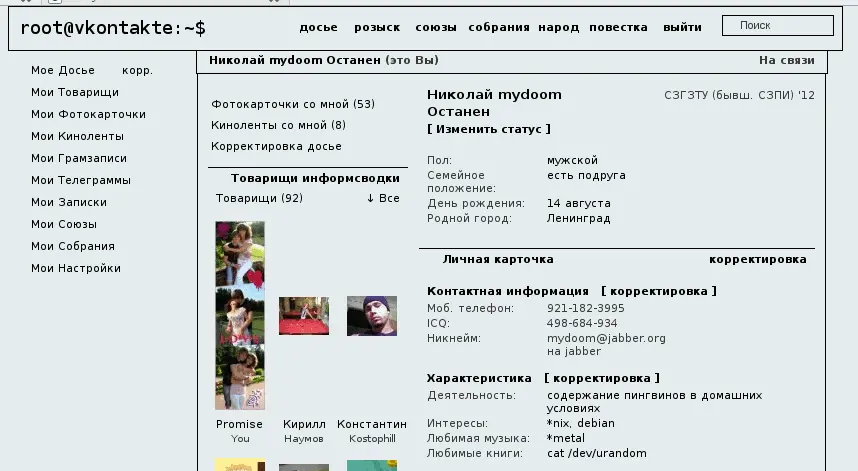 root@vkontakte:~$
досье розыск союзы собрания народ повестка выйти
Поиск
Николай mydoom Останен (это Вы)
На связи
Мое Досье корр.
Мои Товарищи
Мои Фотокарточки
Мои Киноленты
Мои Грамзаписи
Мои Телеграммы
Мои Записки
Мои Союзы
Мои Собрания
Мои Настройки
Фотокарточки со мной (53)
Киноленты со мной (8)
Корректировка досье
Товарищи информсводки
Товарищи (92) ↓ Все
Promise
You
Кирилл
Наумов
Константин
Kostophill
Николай mydoom
Останен
СЗГЗТУ (бывш. СЗПИ) '12
[ Изменить статус ]
Пол: мужской
Семейное есть подруга
положение:
День рождения: 14 августа
Родной город: Ленинград
Личная карточка корректировка
Контактная информация [ корректировка ]
Моб. телефон: 921-182-3995
ICQ: 498-684-934
Никнейм: mydoom@jabber.org
на jabber
Характеристика [ корректировка ]
Деятельность: содержание пингвинов в домашних
условиях
Интересы: *nix, debian
Любимая музыка: *metal
Любимые книги: cat /dev/urandom